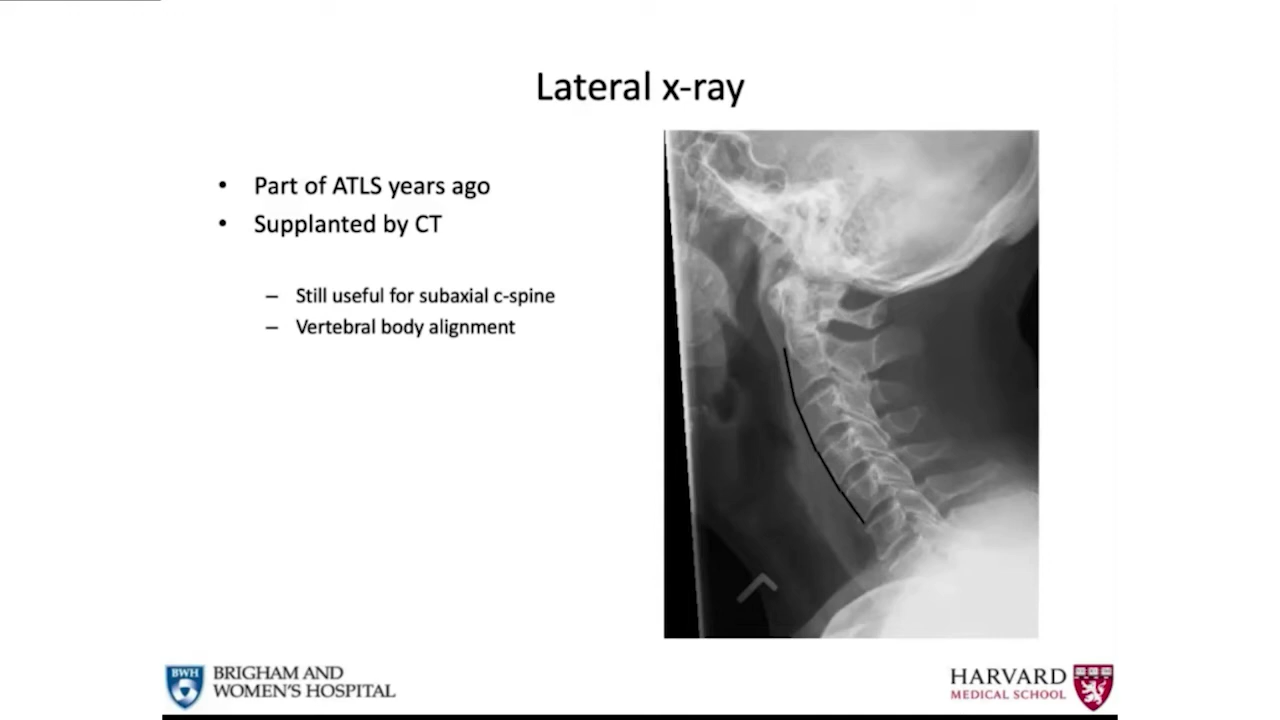 Lateral x-ray
• Part of ATLS years ago
• Supplanted by CT
– Still useful for subaxial c-spine
– Vertebral body alignment
BWH
BRIGHAM AND
WOMEN'S HOSPITAL
HARVARD
MEDICAL SCHOOL